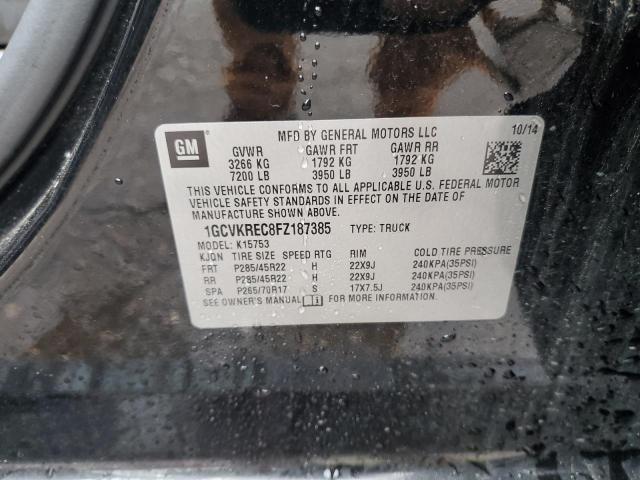 GM
MFD BY GENERAL MOTORS LLC 10/14
GVWR GAWR FRT GAWR RR
3266 KG 1792 KG 1792 KG
7200 LB 3950 LB 3950 LB
THIS VEHICLE CONFORMS TO ALL APPLICABLE U.S. FEDERAL MOTOR
VEHICLE SAFETY STANDARDS IN EFFECT ON THE DATE OF
MANUFACTURE SHOWN ABOVE.
1GCVKREC8FZ187385 TYPE: TRUCK
MODEL: K15753
KJQN TIRE SIZE SPEED RTG RIM COLD TIRE PRESSURE
FRT P285/45R22 H 22X9J 240KPA(35PSI)
RR P285/45R22 H 22X9J 240KPA(35PSI)
SPA P265/70R17 S 17X7.5J 240KPA(35PSI)
SEE OWNER'S MANUAL FOR MORE INFORMATION.